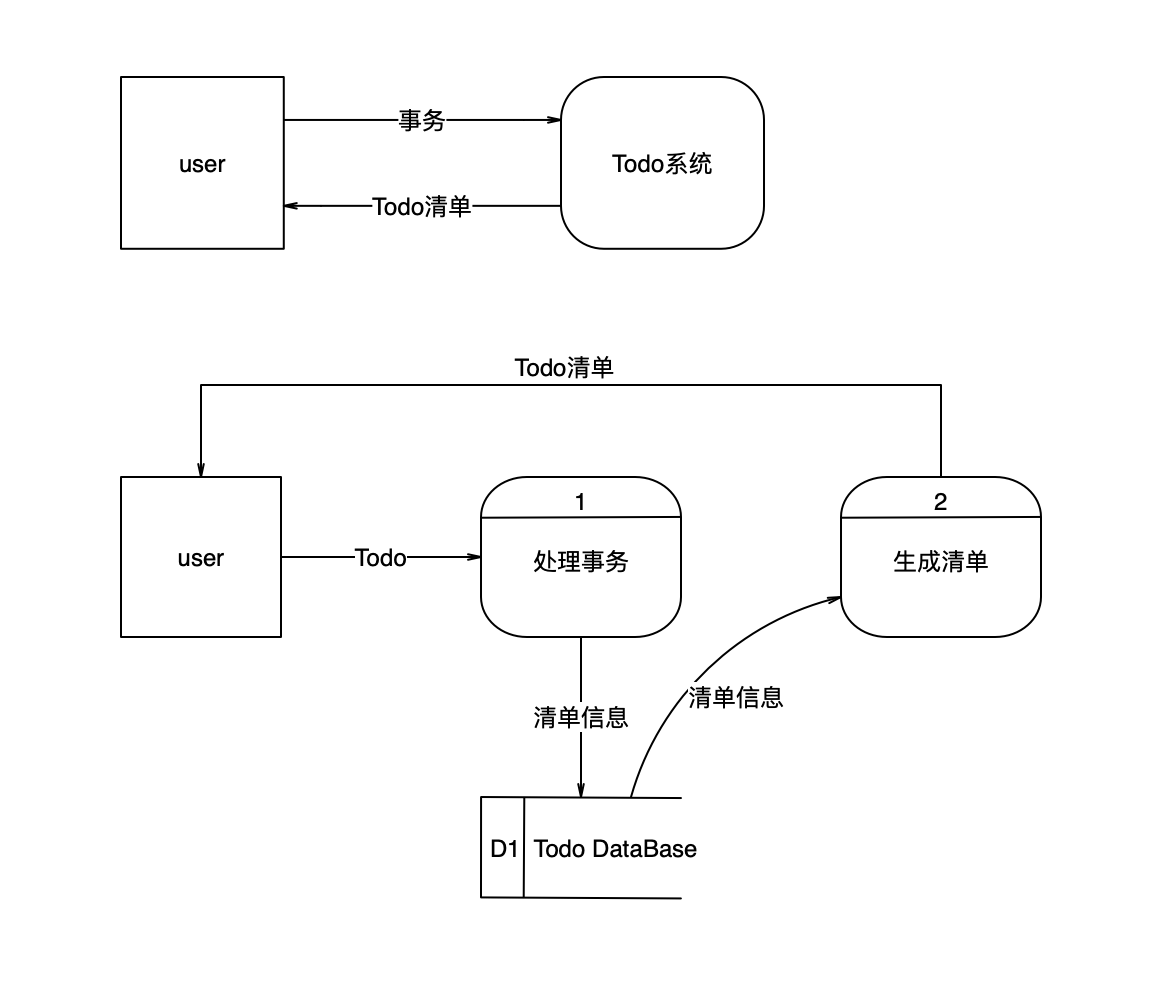 事务
user
Todo系统
Todo清单
Todo清单
1
2
user
Todo
处理事务
生成清单
清单信息
清单信息
D1
Todo DataBase